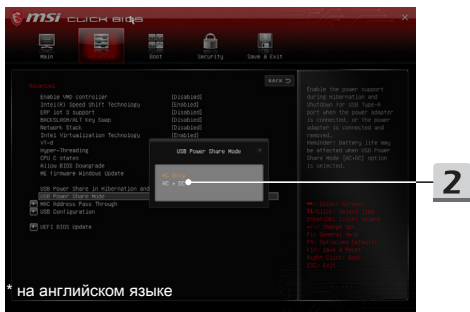 msi CLICK BIOS
Main
Boot
Security
Save & Exit
BACK
Advanced
Enable VMD controller [Disabled]
Intel(R) Speed Shift Technology [Enabled]
ERP lot 3 support [Disabled]
BACKSLASH/ALT Key Swap [Disabled]
Network Stack [Disabled]
Intel Virtualization Technology [Enabled]
VT-d
Hyper-Threading
CPU C states
Allow BIOS Downgrade
ME firmware Windows Update
USB Power Share in Hibernation and
USB Power Share Mode
MAC Address Pass Through
USB Configuration
UEFI BIOS Update
USB Power Share Mode
AC Only
AC + DC
Enable the power support
during Hibernation and
Shutdown for USB Type-A
port when the power adapter
is connected, or the power
adapter is connected and
removed.
Reminder: Battery life may
be affected when USB Power
Share Mode [AC+DC] option
is selected.
2
* на английском языке